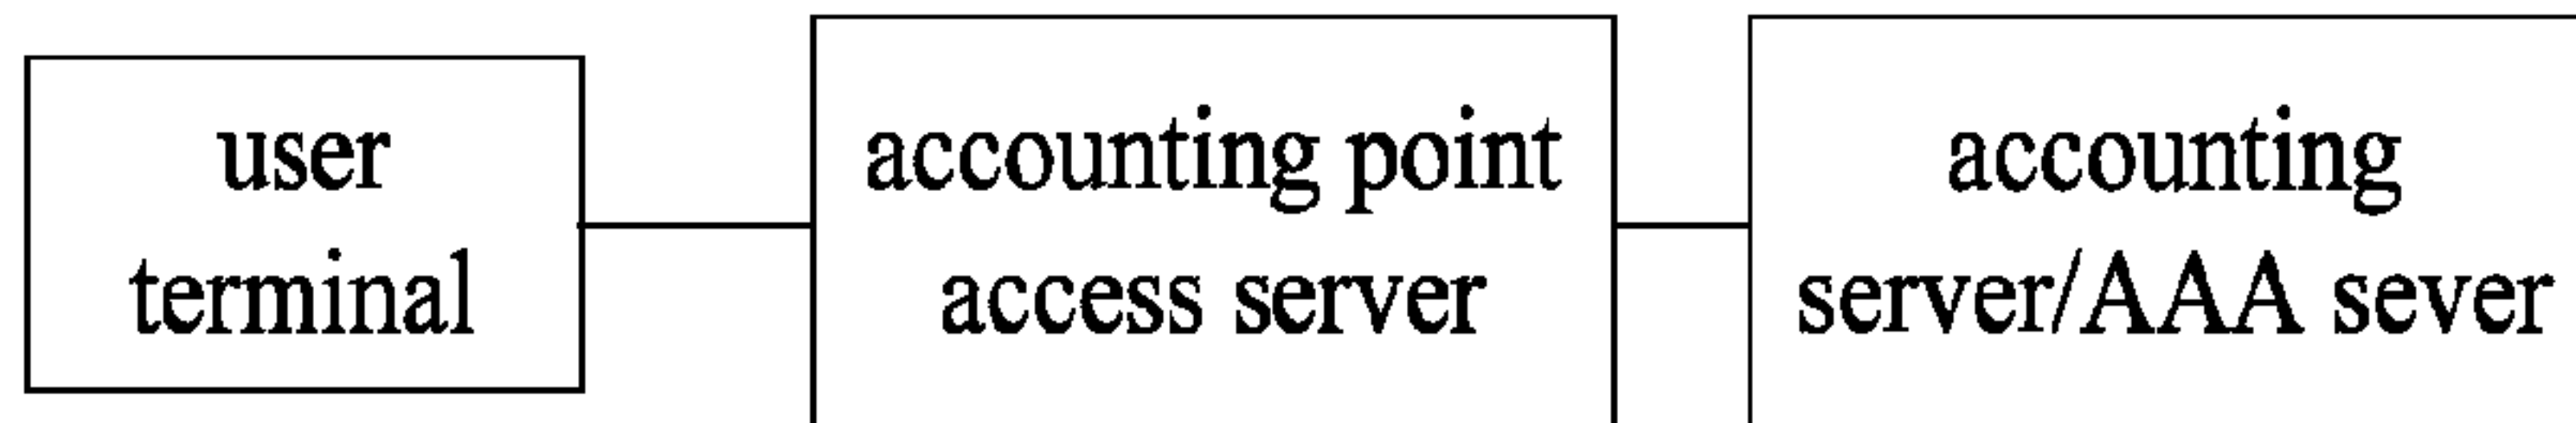 user
terminal
accounting point
access server
accounting
server/AAA sever